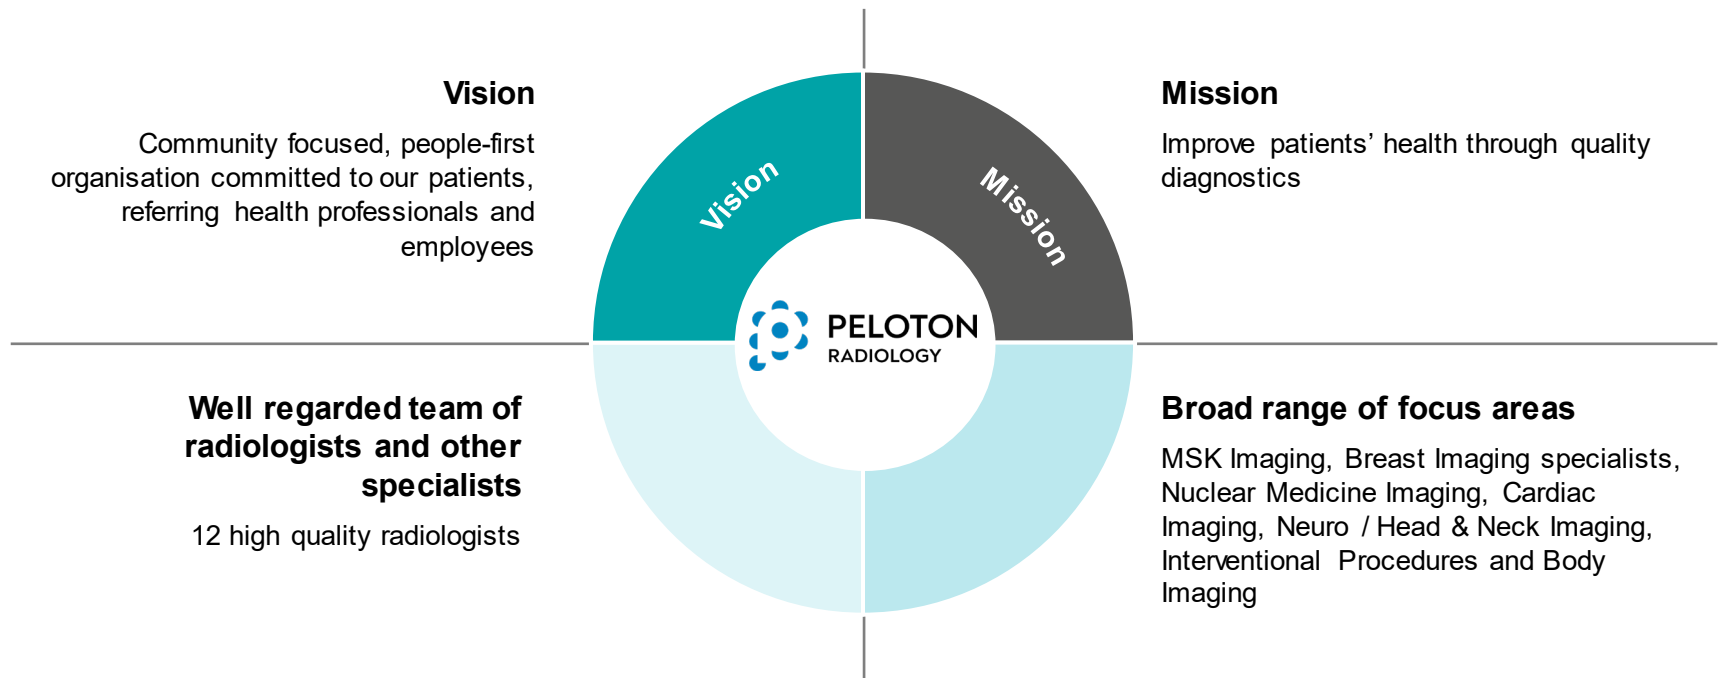 Vision
Community focused, people-first
organisation committed to our patients,
referring health professionals and
employees
Mission
Improve patients’ health through quality
diagnostics
Vision
Mission
PELOTON
RADIOLOGY
Well regarded team of
radiologists and other
specialists
12 high quality radiologists
Broad range of focus areas
MSK Imaging, Breast Imaging specialists,
Nuclear Medicine Imaging, Cardiac
Imaging, Neuro / Head & Neck Imaging,
Interventional Procedures and Body
Imaging